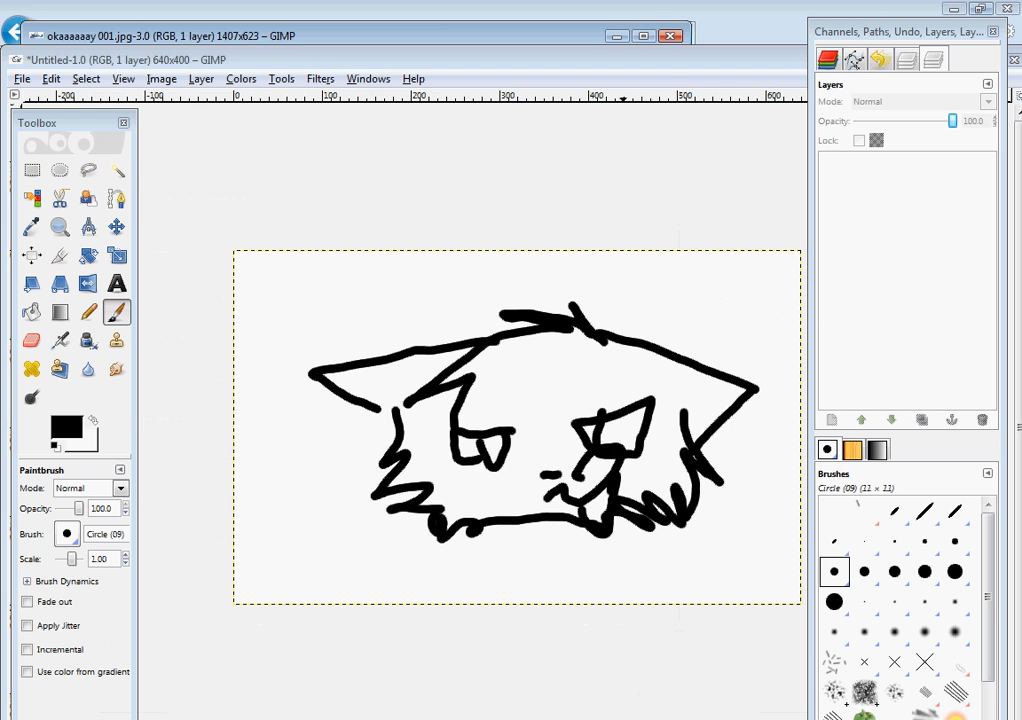 okaaaaaay 001.jpg-3.0 (RGB, 1 layer) 1407x623 – GIMP
*Untitled-1.0 (RGB, 1 layer) 640x400 – GIMP
File Edit Select View Image Layer Colors Tools Filters Windows Help
-200 -100 0 100 200 300 400 500 600
Toolbox
Paintbrush
Mode: Normal
Opacity: 100.0
Brush: Circle (09)
Scale: 1.00
Brush Dynamics
Fade out
Apply Jitter
Incremental
Use color from gradient
Channels, Paths, Undo, Layers, Lay...
Layers
Mode: Normal
Opacity: 100.0
Lock:
Brushes
Circle (09) (11 × 11)